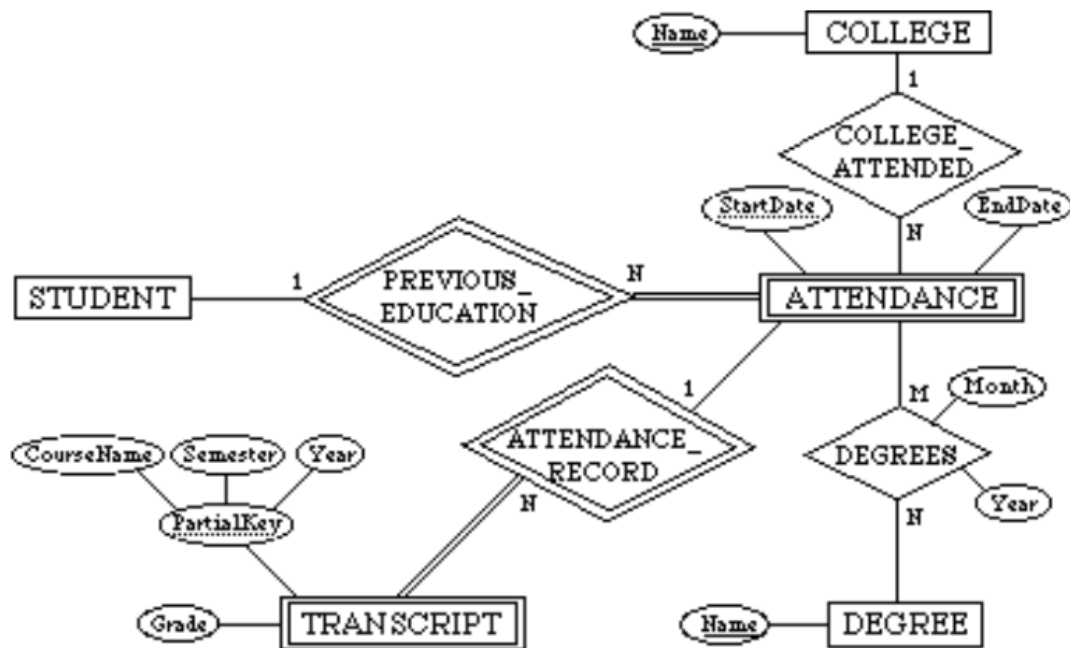 Name
COLLEGE
1
COLLEGE_
ATTENDED
StartDate
EndDate
N
STUDENT
1
PREVIOUS_
EDUCATION
N
ATTENDANCE
1
M
Month
CourseName
Semester
Year
ATTENDANCE_
RECORD
DEGREES
N
N
Year
PartialKey
Grade
TRANSCRIPT
Name
DEGREE